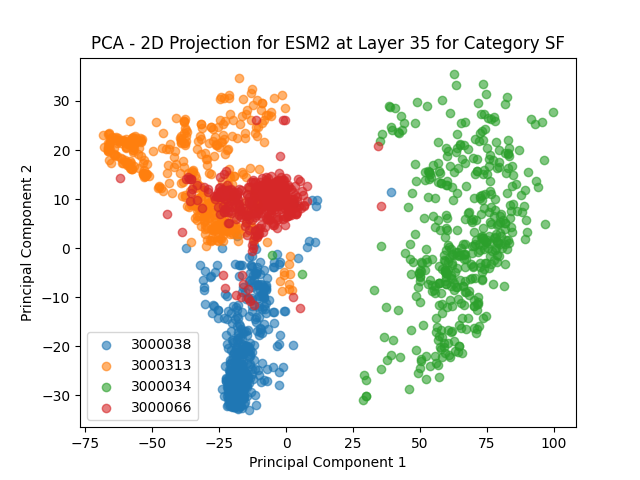 PCA - 2D Projection for ESM2 at Layer 35 for Category SF
Principal Component 2
30
20
10
0
−10
−20
−30
3000038
3000313
3000034
3000066
−75 −50 −25 0 25 50 75 100
Principal Component 1